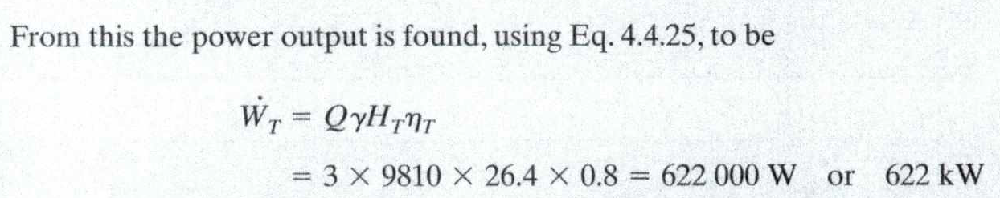 From this the power output is found, using Eq. 4.4.25, to be
Ẇ_T = QγH_Tη_T
= 3 × 9810 × 26.4 × 0.8 = 622 000 W or 622 kW